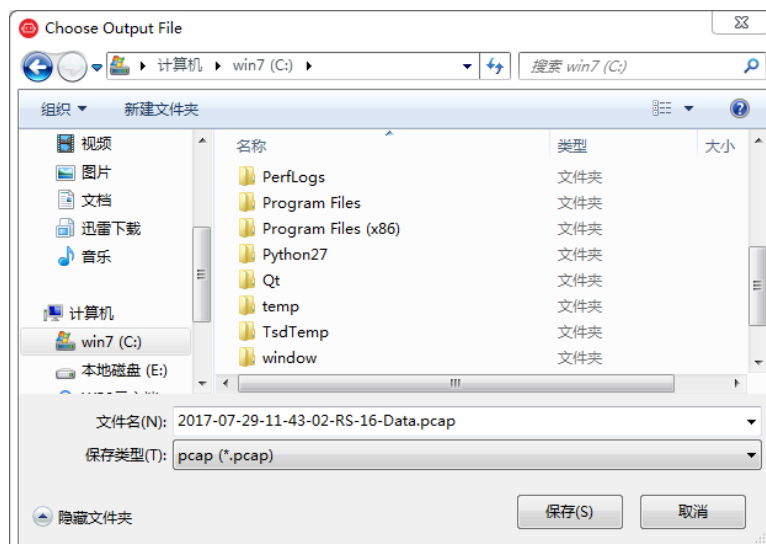 Choose Output File
计算机 win7 (C:)
搜索 win7 (C:)
组织 新建文件夹
视频
图片
文档
迅雷下载
音乐
计算机
win7 (C:)
本地磁盘 (E:)
名称 类型 大小
PerfLogs 文件夹
Program Files 文件夹
Program Files (x86) 文件夹
Python27 文件夹
Qt 文件夹
temp 文件夹
TsdTemp 文件夹
window 文件夹
文件名(N): 2017-07-29-11-43-02-RS-16-Data.pcap
保存类型(T): pcap (*.pcap)
隐藏文件夹 保存(S) 取消